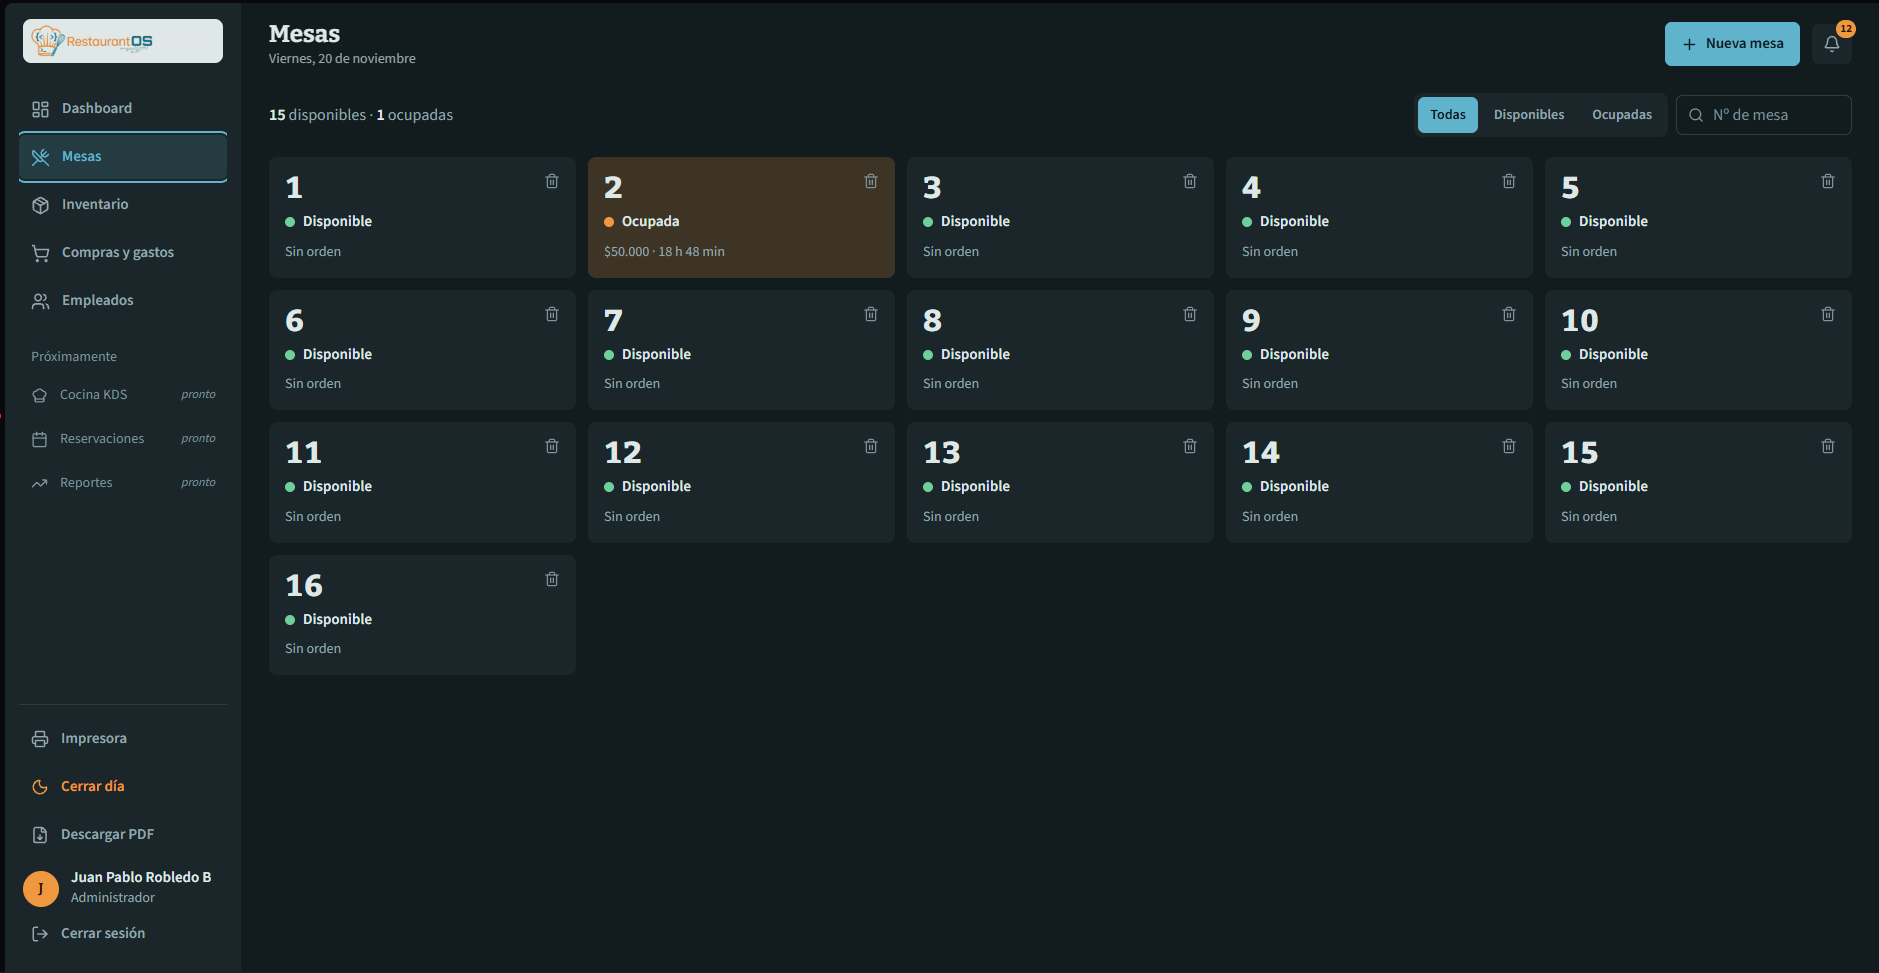 RestaurantOS
Dashboard
Mesas
Inventario
Compras y gastos
Empleados
Próximamente
Cocina KDS pronto
Reservaciones pronto
Reportes pronto
Impresora
Cerrar día
Descargar PDF
J
Juan Pablo Robledo B
Administrador
Cerrar sesión
Mesas
Viernes, 20 de noviembre
+ Nueva mesa
12
15 disponibles · 1 ocupadas
Todas Disponibles Ocupadas
Nº de mesa
1
Disponible
Sin orden
2
Ocupada
$50.000 · 18 h 48 min
3
Disponible
Sin orden
4
Disponible
Sin orden
5
Disponible
Sin orden
6
Disponible
Sin orden
7
Disponible
Sin orden
8
Disponible
Sin orden
9
Disponible
Sin orden
10
Disponible
Sin orden
11
Disponible
Sin orden
12
Disponible
Sin orden
13
Disponible
Sin orden
14
Disponible
Sin orden
15
Disponible
Sin orden
16
Disponible
Sin orden